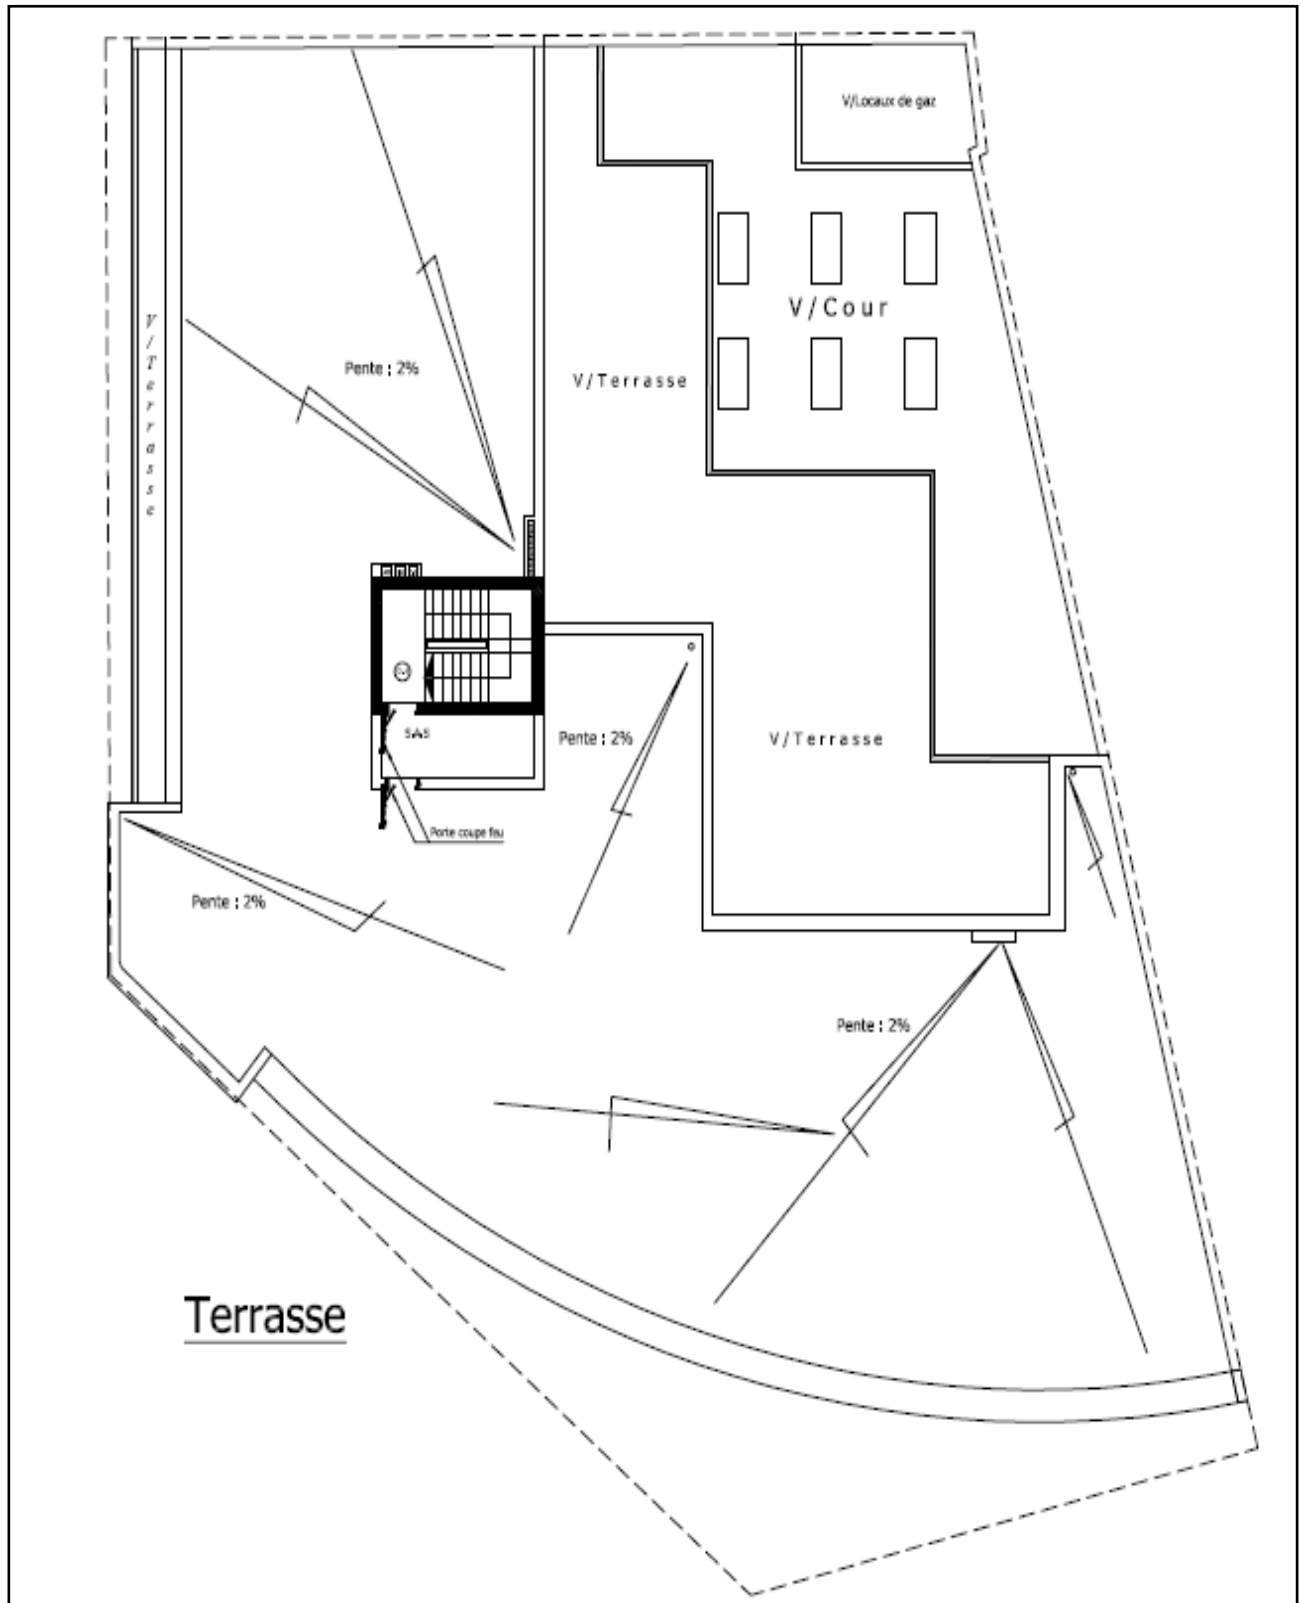 V/Locaux de gaz
V/Cour
V/Terrasse
Pente : 2%
V/Terrasse
SAS
Pente : 2%
V/Terrasse
Porte coupe feu
Pente : 2%
Pente : 2%
Terrasse